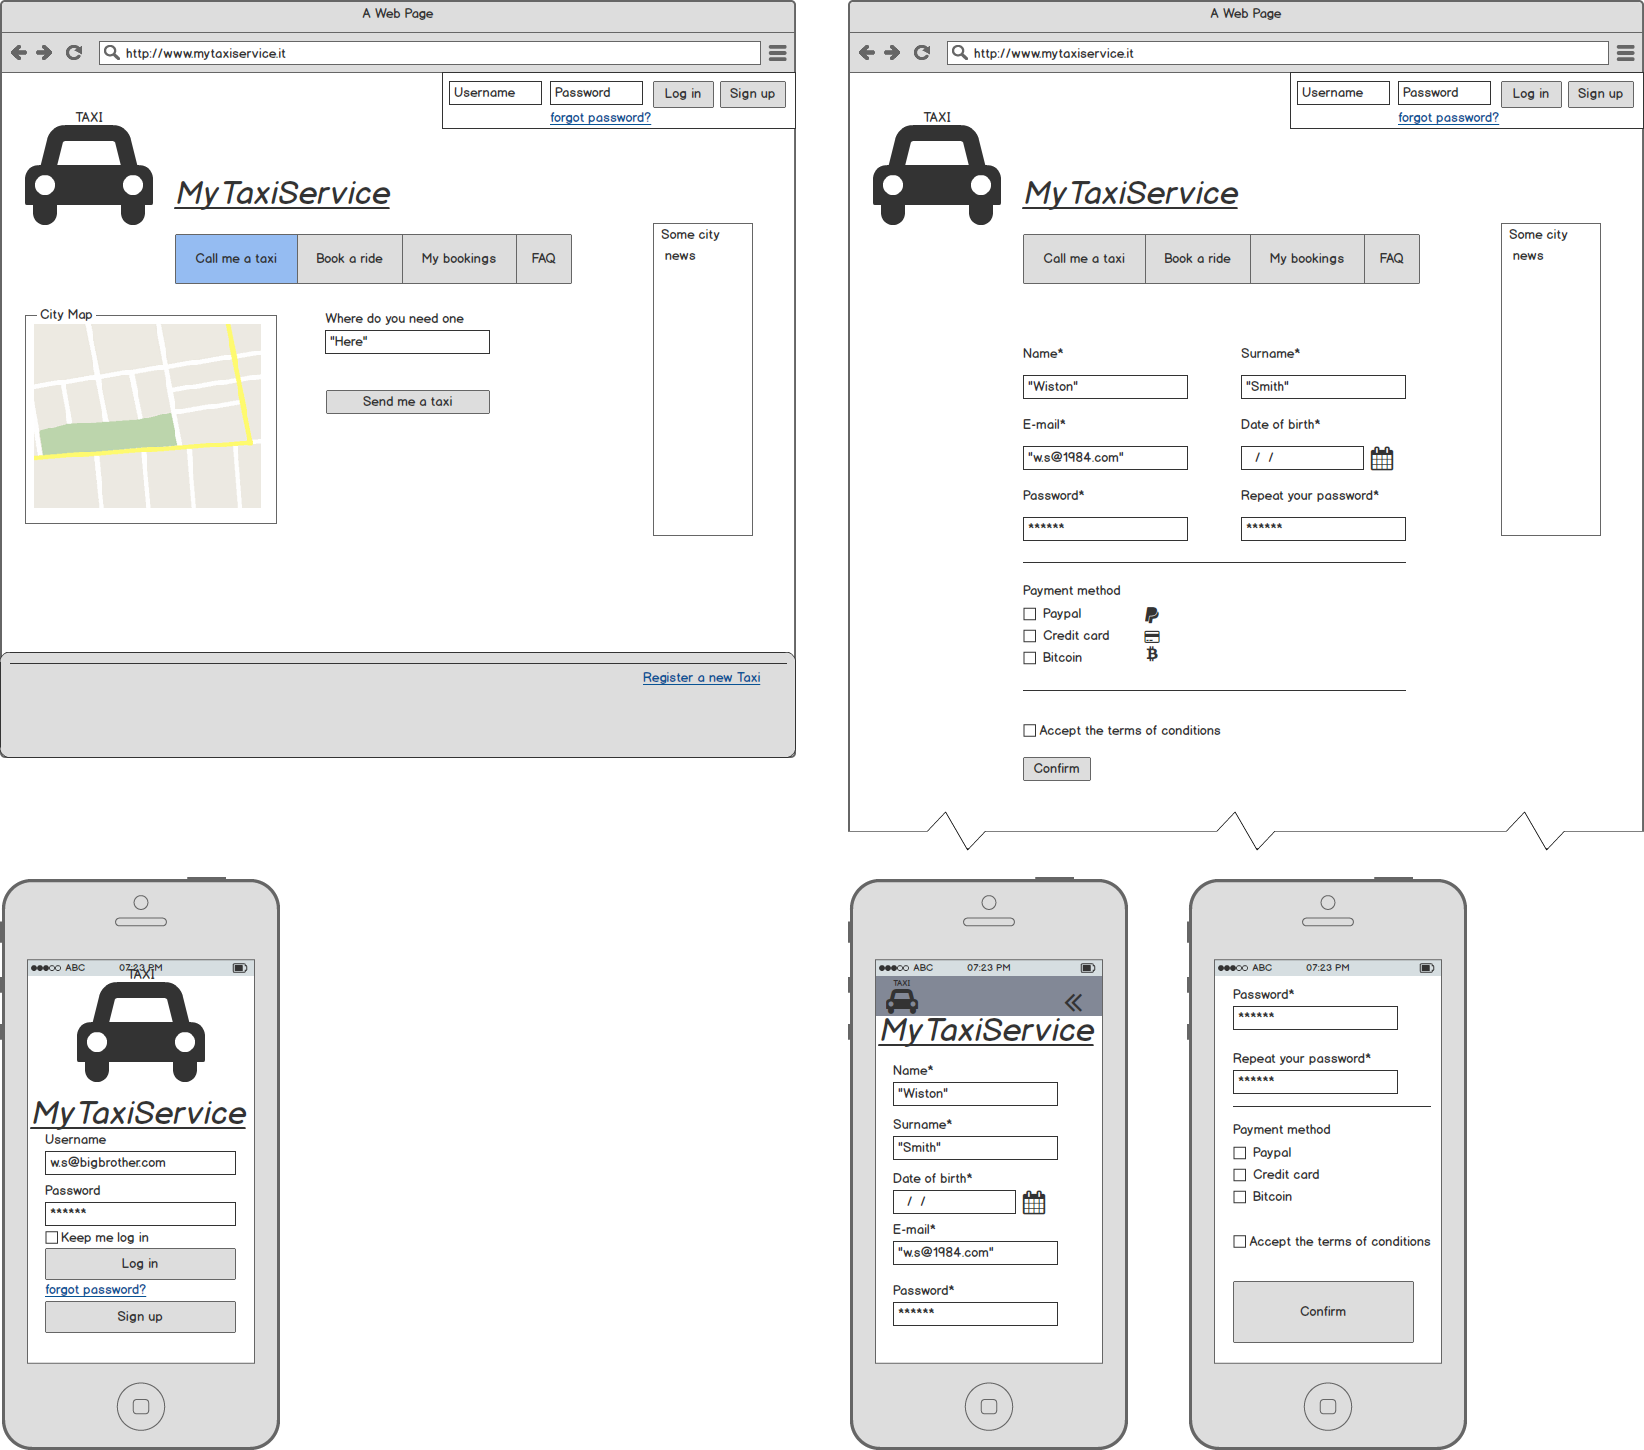 A Web Page
http://www.mytaxiservice.it
Username
Password
Log in
Sign up
forgot password?
TAXI
MyTaxiService
Call me a taxi
Book a ride
My bookings
FAQ
Some city
news
City Map
Where do you need one
"Here"
Send me a taxi
Register a new Taxi
A Web Page
http://www.mytaxiservice.it
Username
Password
Log in
Sign up
forgot password?
TAXI
MyTaxiService
Call me a taxi
Book a ride
My bookings
FAQ
Some city
news
Name*
Surname*
"Wiston"
"Smith"
E-mail*
Date of birth*
"w.s@1984.com"
/ /
Password*
Repeat your password*
******
******
Payment method
Paypal
Credit card
Bitcoin
Accept the terms of conditions
Confirm
ABC
07:23 PM
TAXI
MyTaxiService
Username
w.s@bigbrother.com
Password
******
Keep me log in
Log in
forgot password?
Sign up
ABC
07:23 PM
TAXI
MyTaxiService
Name*
"Wiston"
Surname*
"Smith"
Date of birth*
/ /
E-mail*
"w.s@1984.com"
Password*
******
ABC
07:23 PM
Password*
******
Repeat your password*
******
Payment method
Paypal
Credit card
Bitcoin
Accept the terms of conditions
Confirm